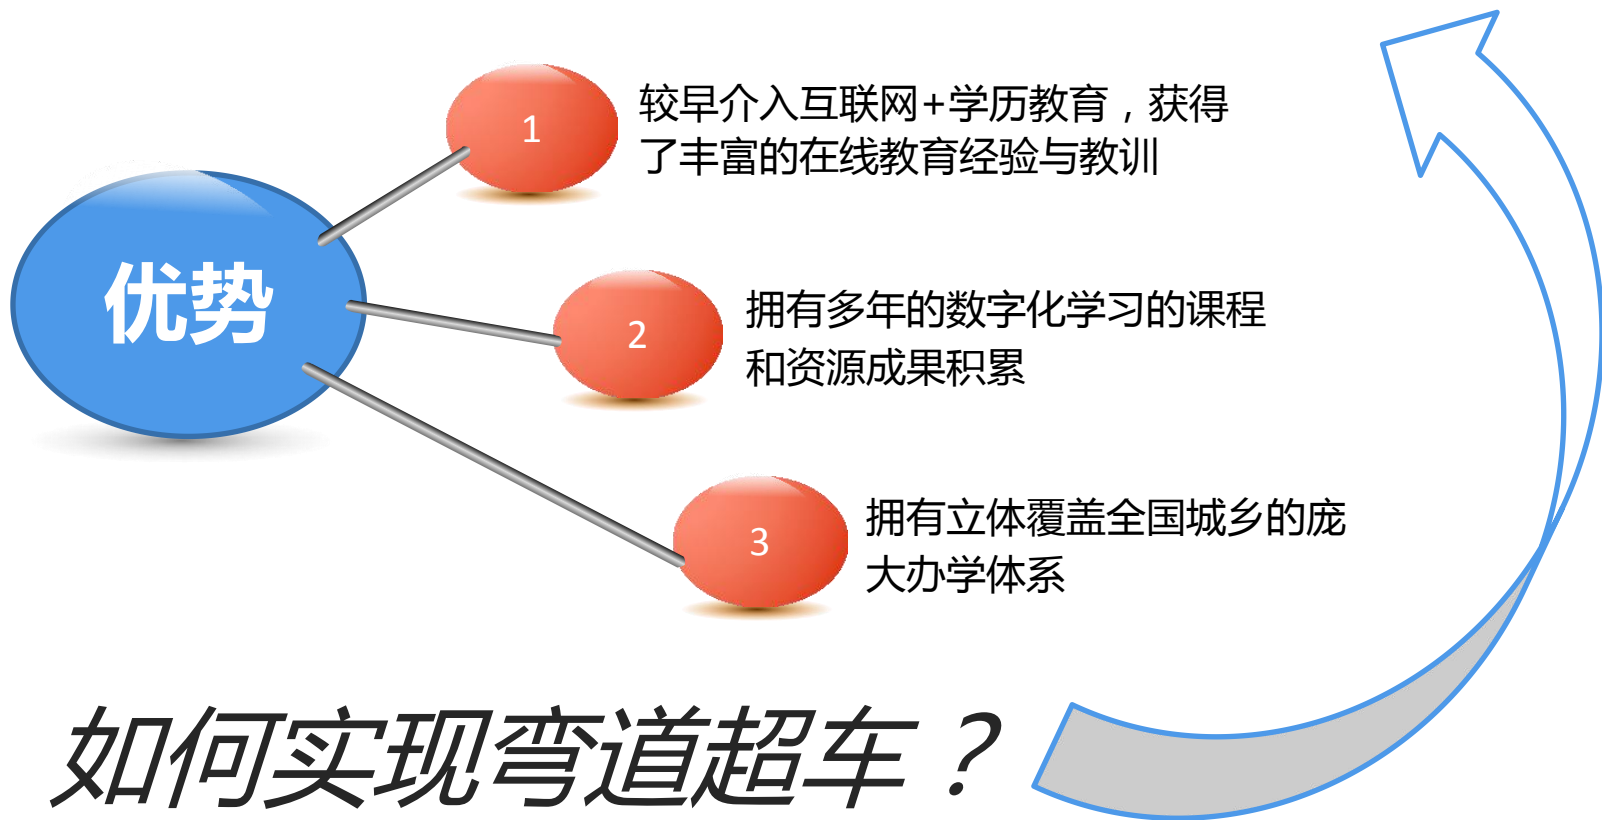 优势
1
较早介入互联网+学历教育，获得
了丰富的在线教育经验与教训
2
拥有多年的数字化学习的课程
和资源成果积累
3
拥有立体覆盖全国城乡的庞
大办学体系
如何实现弯道超车？